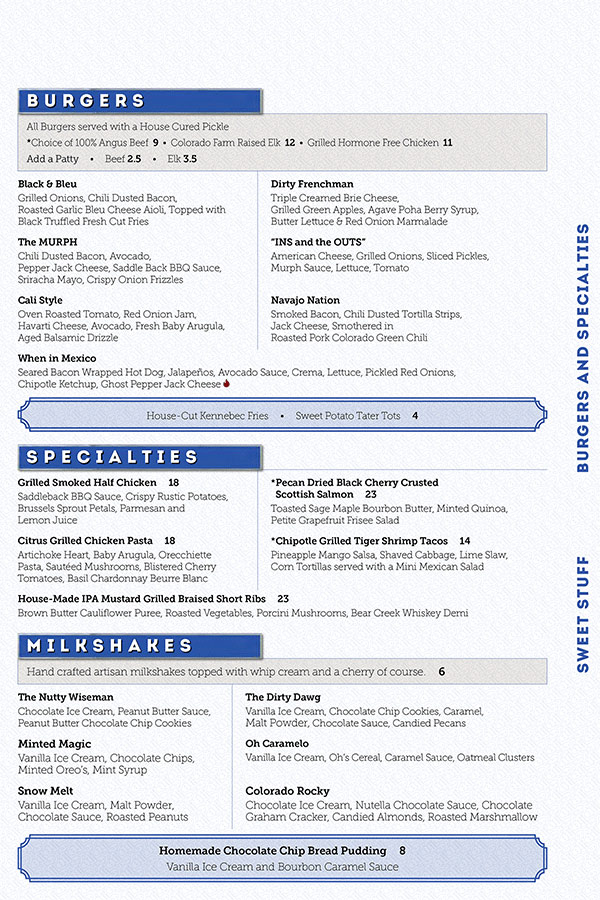 BURGERS
All Burgers served with a House Cured Pickle
*Choice of 100% Angus Beef 9 • Colorado Farm Raised Elk 12 • Grilled Hormone Free Chicken 11
Add a Patty • Beef 2.5 • Elk 3.5
Black & Bleu
Grilled Onions, Chili Dusted Bacon,
Roasted Garlic Bleu Cheese Aioli, Topped with
Black Truffled Fresh Cut Fries
The MURPH
Chili Dusted Bacon, Avocado,
Pepper Jack Cheese, Saddle Back BBQ Sauce,
Sriracha Mayo, Crispy Onion Frizzles
Cali Style
Oven Roasted Tomato, Red Onion Jam,
Havarti Cheese, Avocado, Fresh Baby Arugula,
Aged Balsamic Drizzle
Dirty Frenchman
Triple Creamed Brie Cheese,
Grilled Green Apples, Agave Poha Berry Syrup,
Butter Lettuce & Red Onion Marmalade
"INS and the OUTS"
American Cheese, Grilled Onions, Sliced Pickles,
Murph Sauce, Lettuce, Tomato
Navajo Nation
Smoked Bacon, Chili Dusted Tortilla Strips,
Jack Cheese, Smothered in
Roasted Pork Colorado Green Chili
When in Mexico
Seared Bacon Wrapped Hot Dog, Jalapeños, Avocado Sauce, Crema, Lettuce, Pickled Red Onions,
Chipotle Ketchup, Ghost Pepper Jack Cheese
House-Cut Kennebec Fries • Sweet Potato Tater Tots 4
SPECIALTIES
Grilled Smoked Half Chicken 18
Saddleback BBQ Sauce, Crispy Rustic Potatoes,
Brussels Sprout Petals, Parmesan and
Lemon Juice
Citrus Grilled Chicken Pasta 18
Artichoke Heart, Baby Arugula, Orecchiette
Pasta, Sautéed Mushrooms, Blistered Cherry
Tomatoes, Basil Chardonnay Beurre Blanc
*Pecan Dried Black Cherry Crusted
Scottish Salmon 23
Toasted Sage Maple Bourbon Butter, Minted Quinoa,
Petite Grapefruit Frisee Salad
*Chipotle Grilled Tiger Shrimp Tacos 14
Pineapple Mango Salsa, Shaved Cabbage, Lime Slaw,
Corn Tortillas served with a Mini Mexican Salad
House-Made IPA Mustard Grilled Braised Short Ribs 23
Brown Butter Cauliflower Puree, Roasted Vegetables, Porcini Mushrooms, Bear Creek Whiskey Demi
MILKSHAKES
Hand crafted artisan milkshakes topped with whip cream and a cherry of course. 6
The Nutty Wiseman
Chocolate Ice Cream, Peanut Butter Sauce,
Peanut Butter Chocolate Chip Cookies
Minted Magic
Vanilla Ice Cream, Chocolate Chips,
Minted Oreo's, Mint Syrup
Snow Melt
Vanilla Ice Cream, Malt Powder,
Chocolate Sauce, Roasted Peanuts
The Dirty Dawg
Vanilla Ice Cream, Chocolate Chip Cookies, Caramel,
Malt Powder, Chocolate Sauce, Candied Pecans
Oh Caramelo
Vanilla Ice Cream, Oh's Cereal, Caramel Sauce, Oatmeal Clusters
Colorado Rocky
Chocolate Ice Cream, Nutella Chocolate Sauce, Chocolate
Graham Cracker, Candied Almonds, Roasted Marshmallow
Homemade Chocolate Chip Bread Pudding 8
Vanilla Ice Cream and Bourbon Caramel Sauce
BURGERS AND SPECIALTIES
SWEET STUFF